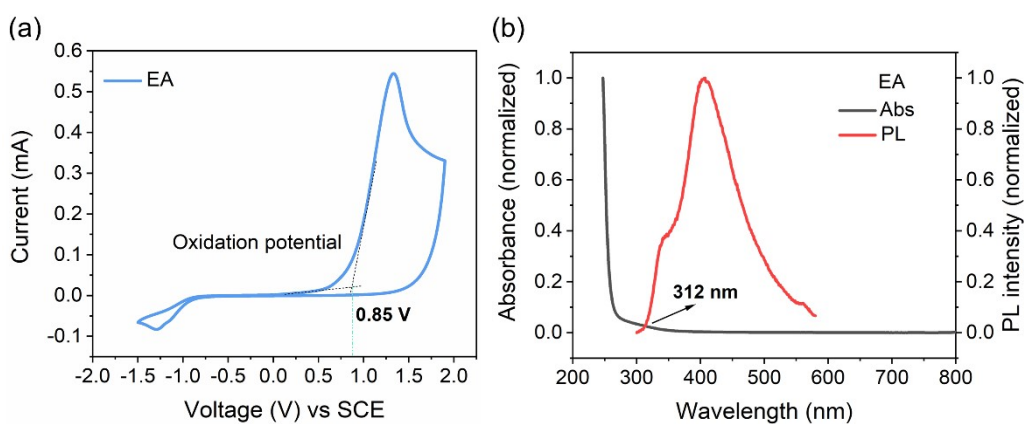 (a)
EA
Oxidation potential
0.85 V
Current (mA)
0.6
0.5
0.4
0.3
0.2
0.1
0.0
-0.1
-2.0 -1.5 -1.0 -0.5 0.0 0.5 1.0 1.5 2.0
Voltage (V) vs SCE
(b)
EA
Abs
PL
312 nm
Absorbance (normalized)
1.0
0.8
0.6
0.4
0.2
0.0
PL intensity (normalized)
1.0
0.8
0.6
0.4
0.2
0.0
200 300 400 500 600 700 800
Wavelength (nm)